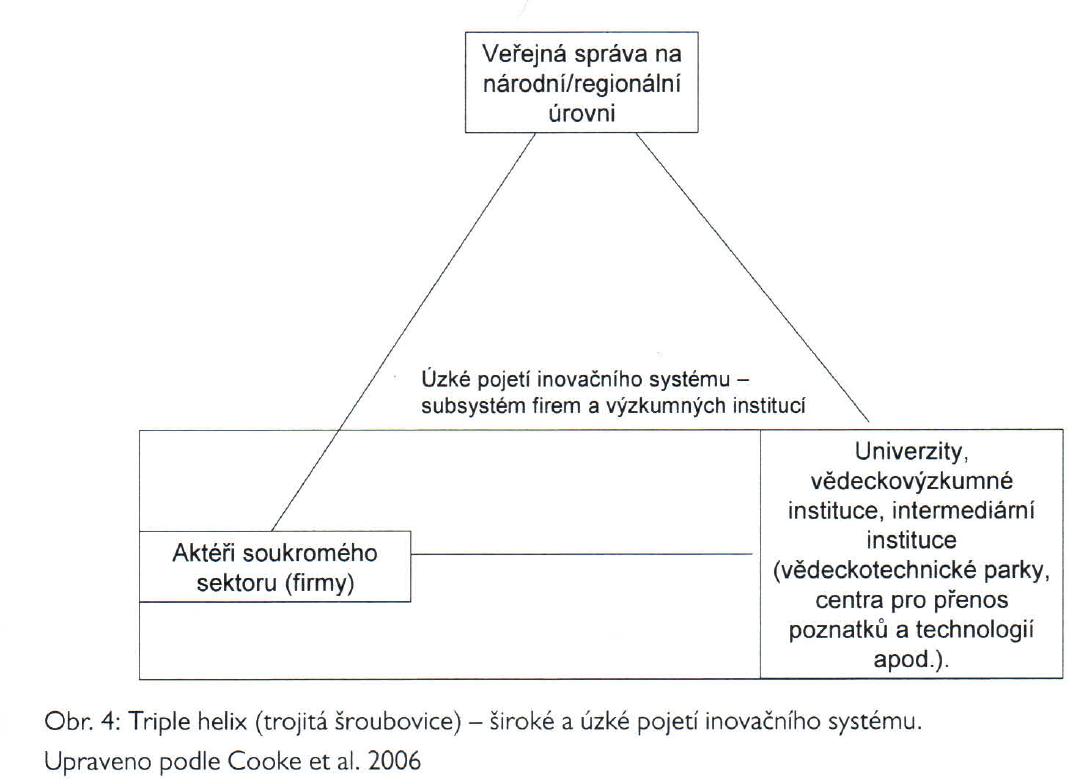 Veřejná správa na
národní/regionální
úrovni
Úzké pojetí inovačního systému –
subsystém firem a výzkumných institucí
Aktéři soukromého
sektoru (firmy)
Univerzity,
vědeckovýzkumné
instituce, intermediární
instituce
(vědeckotechnické parky,
centra pro přenos
poznatků a technologií
apod.).
Obr. 4: Triple helix (trojitá šroubovice) – široké a úzké pojetí inovačního systému.
Upraveno podle Cooke et al. 2006